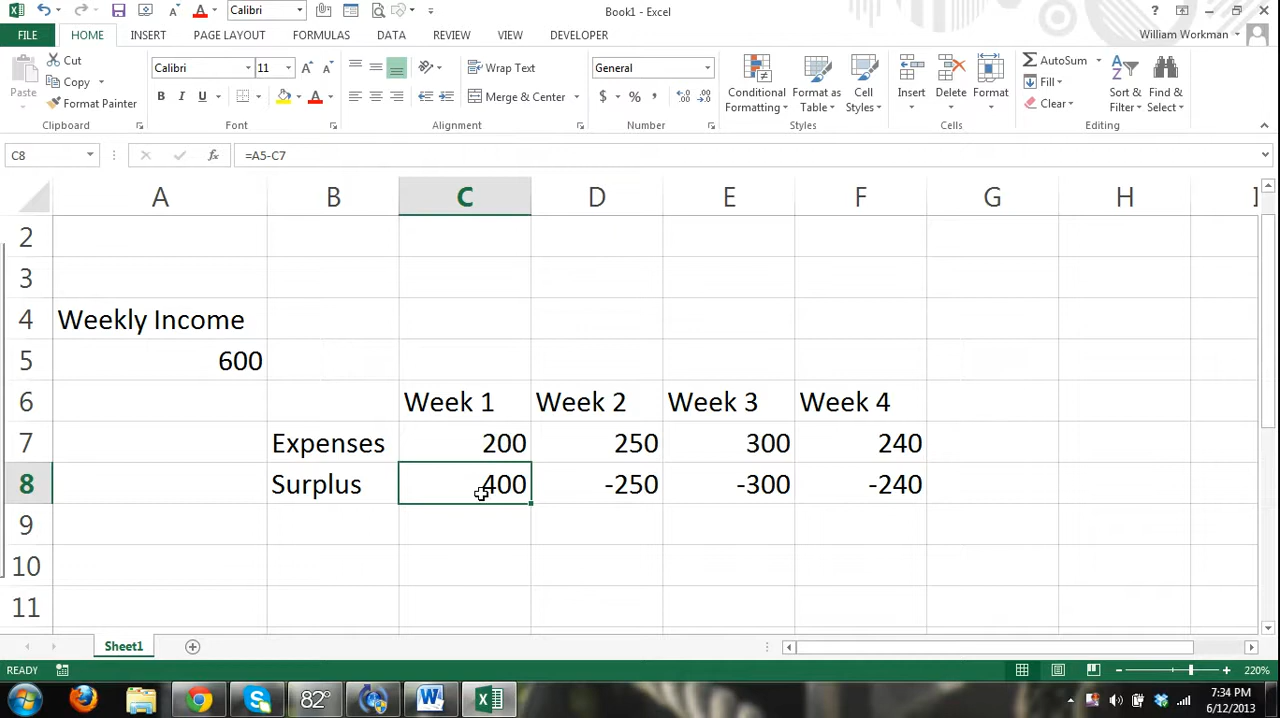 Calibri
Book1 - Excel
?
FILE HOME INSERT PAGE LAYOUT FORMULAS DATA REVIEW VIEW DEVELOPER William Workman
Paste
Cut
Copy
Format Painter
Clipboard
Calibri 11
B I U
Font
Wrap Text
Merge & Center
Alignment
General
$ % ,
Number
Conditional Formatting
Format as Table
Cell Styles
Styles
Insert Delete Format
Cells
AutoSum
Fill
Clear
Sort & Filter
Find & Select
Editing
C8 fx =A5-C7
A B C D E F G H I
2
3
4 Weekly Income
5 600
6 Week 1 Week 2 Week 3 Week 4
7 Expenses 200 250 300 240
8 Surplus 400 -250 -300 -240
9
10
11
Sheet1
READY 220%
82°
7:34 PM
6/12/2013